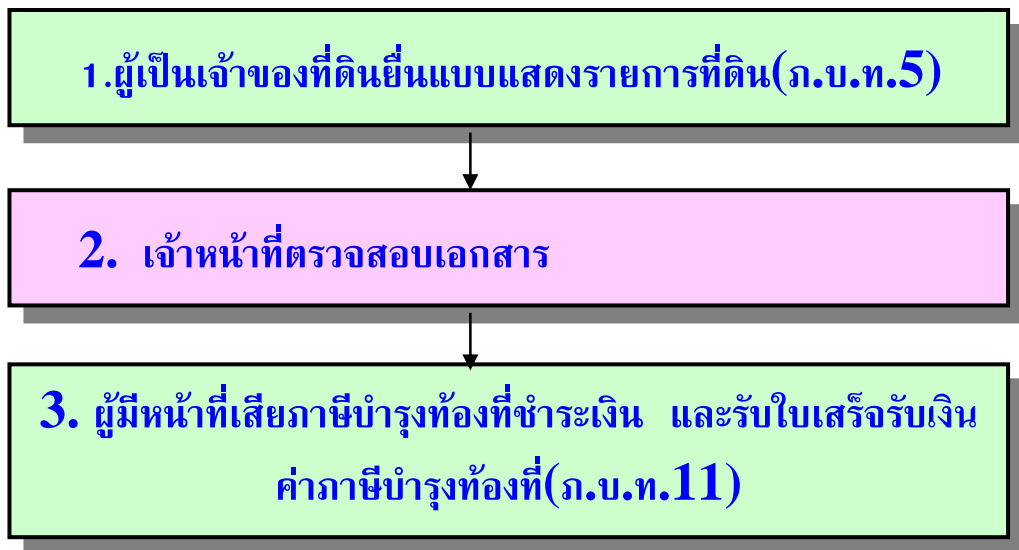 1.ผู้เป็นเจ้าของที่ดินยื่นแบบแสดงรายการที่ดิน(ภ.บ.ท.5)
2. เจ้าหน้าที่ตรวจสอบเอกสาร
3. ผู้มีหน้าที่เสียภาษีบำรุงท้องที่ชำระเงิน และรับใบเสร็จรับเงิน
ค่าภาษีบำรุงท้องที่(ภ.บ.ท.11)